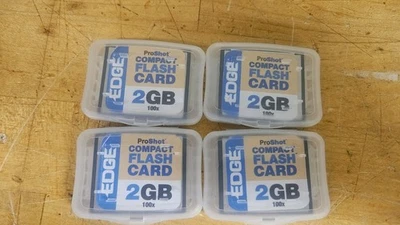 EDGE
ProShot
COMPACT
FLASH
CARD
2GB
100x
EDGE
ProShot
COMPACT
FLASH
CARD
2GB
100x
EDGE
ProShot
COMPACT
FLASH
CARD
2GB
100x
EDGE
ProShot
COMPACT
FLASH
CARD
2GB
100x